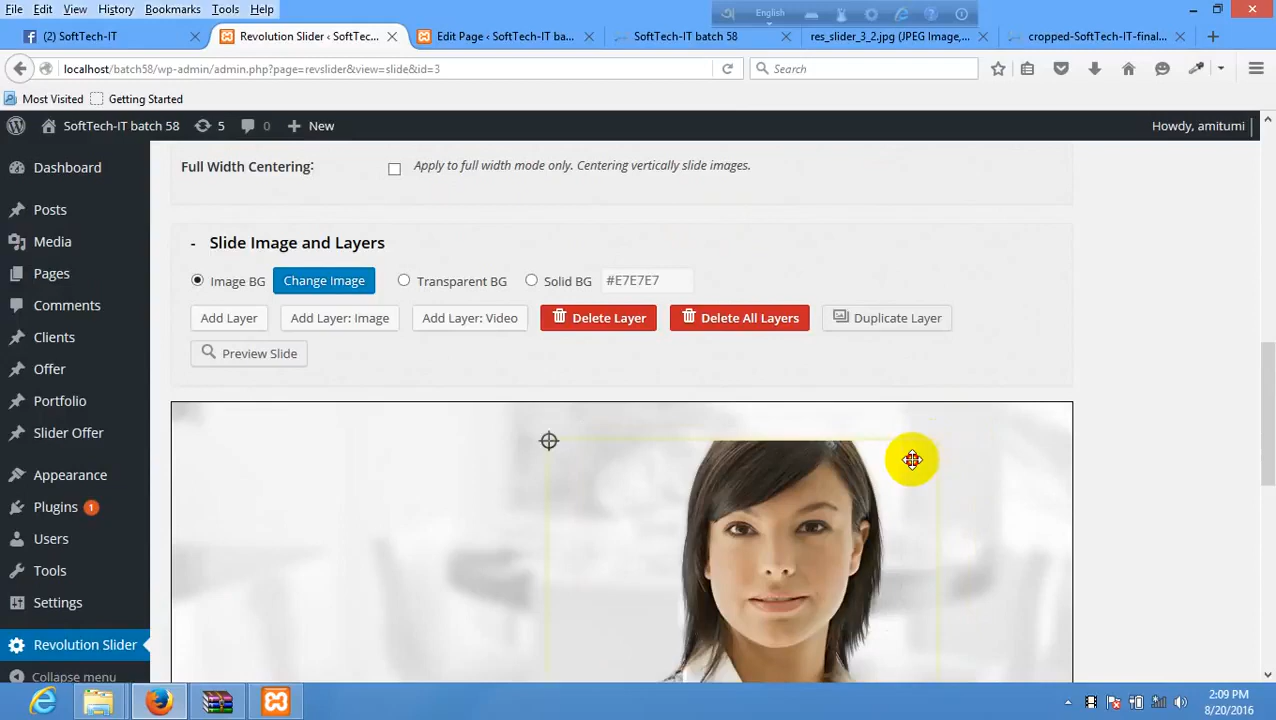 File Edit View History Bookmarks Tools Help
English
(2) SoftTech-IT
Revolution Slider ‹ SoftTec...
Edit Page ‹ SoftTech-IT ba...
SoftTech-IT batch 58
res_slider_3_2.jpg (JPEG Image,...
cropped-SoftTech-IT-final...
localhost/batch58/wp-admin/admin.php?page=revslider&view=slide&id=3
Search
Most Visited
Getting Started
SoftTech-IT batch 58
5
0
New
Howdy, amitumi
Dashboard
Posts
Media
Pages
Comments
Clients
Offer
Portfolio
Slider Offer
Appearance
Plugins 1
Users
Tools
Settings
Revolution Slider
Collapse menu
Full Width Centering:
Apply to full width mode only. Centering vertically slide images.
- Slide Image and Layers
Image BG
Change Image
Transparent BG
Solid BG
#E7E7E7
Add Layer
Add Layer: Image
Add Layer: Video
Delete Layer
Delete All Layers
Duplicate Layer
Preview Slide
2:09 PM
8/20/2016